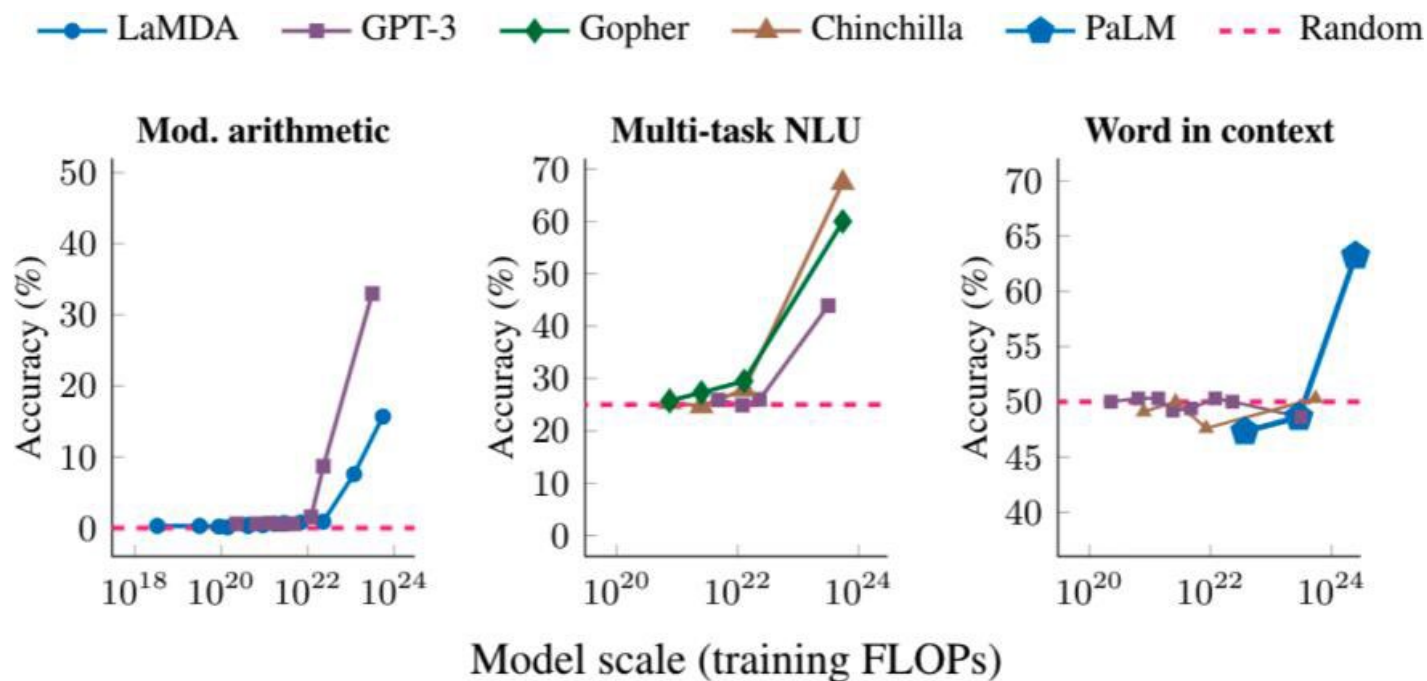 LaMDA GPT-3 Gopher Chinchilla PaLM Random
Mod. arithmetic
Accuracy (%)
50
40
30
20
10
0
10^18 10^20 10^22 10^24
Multi-task NLU
Accuracy (%)
70
60
50
40
30
20
10
0
10^20 10^22 10^24
Word in context
Accuracy (%)
70
65
60
55
50
45
40
10^20 10^22 10^24
Model scale (training FLOPs)